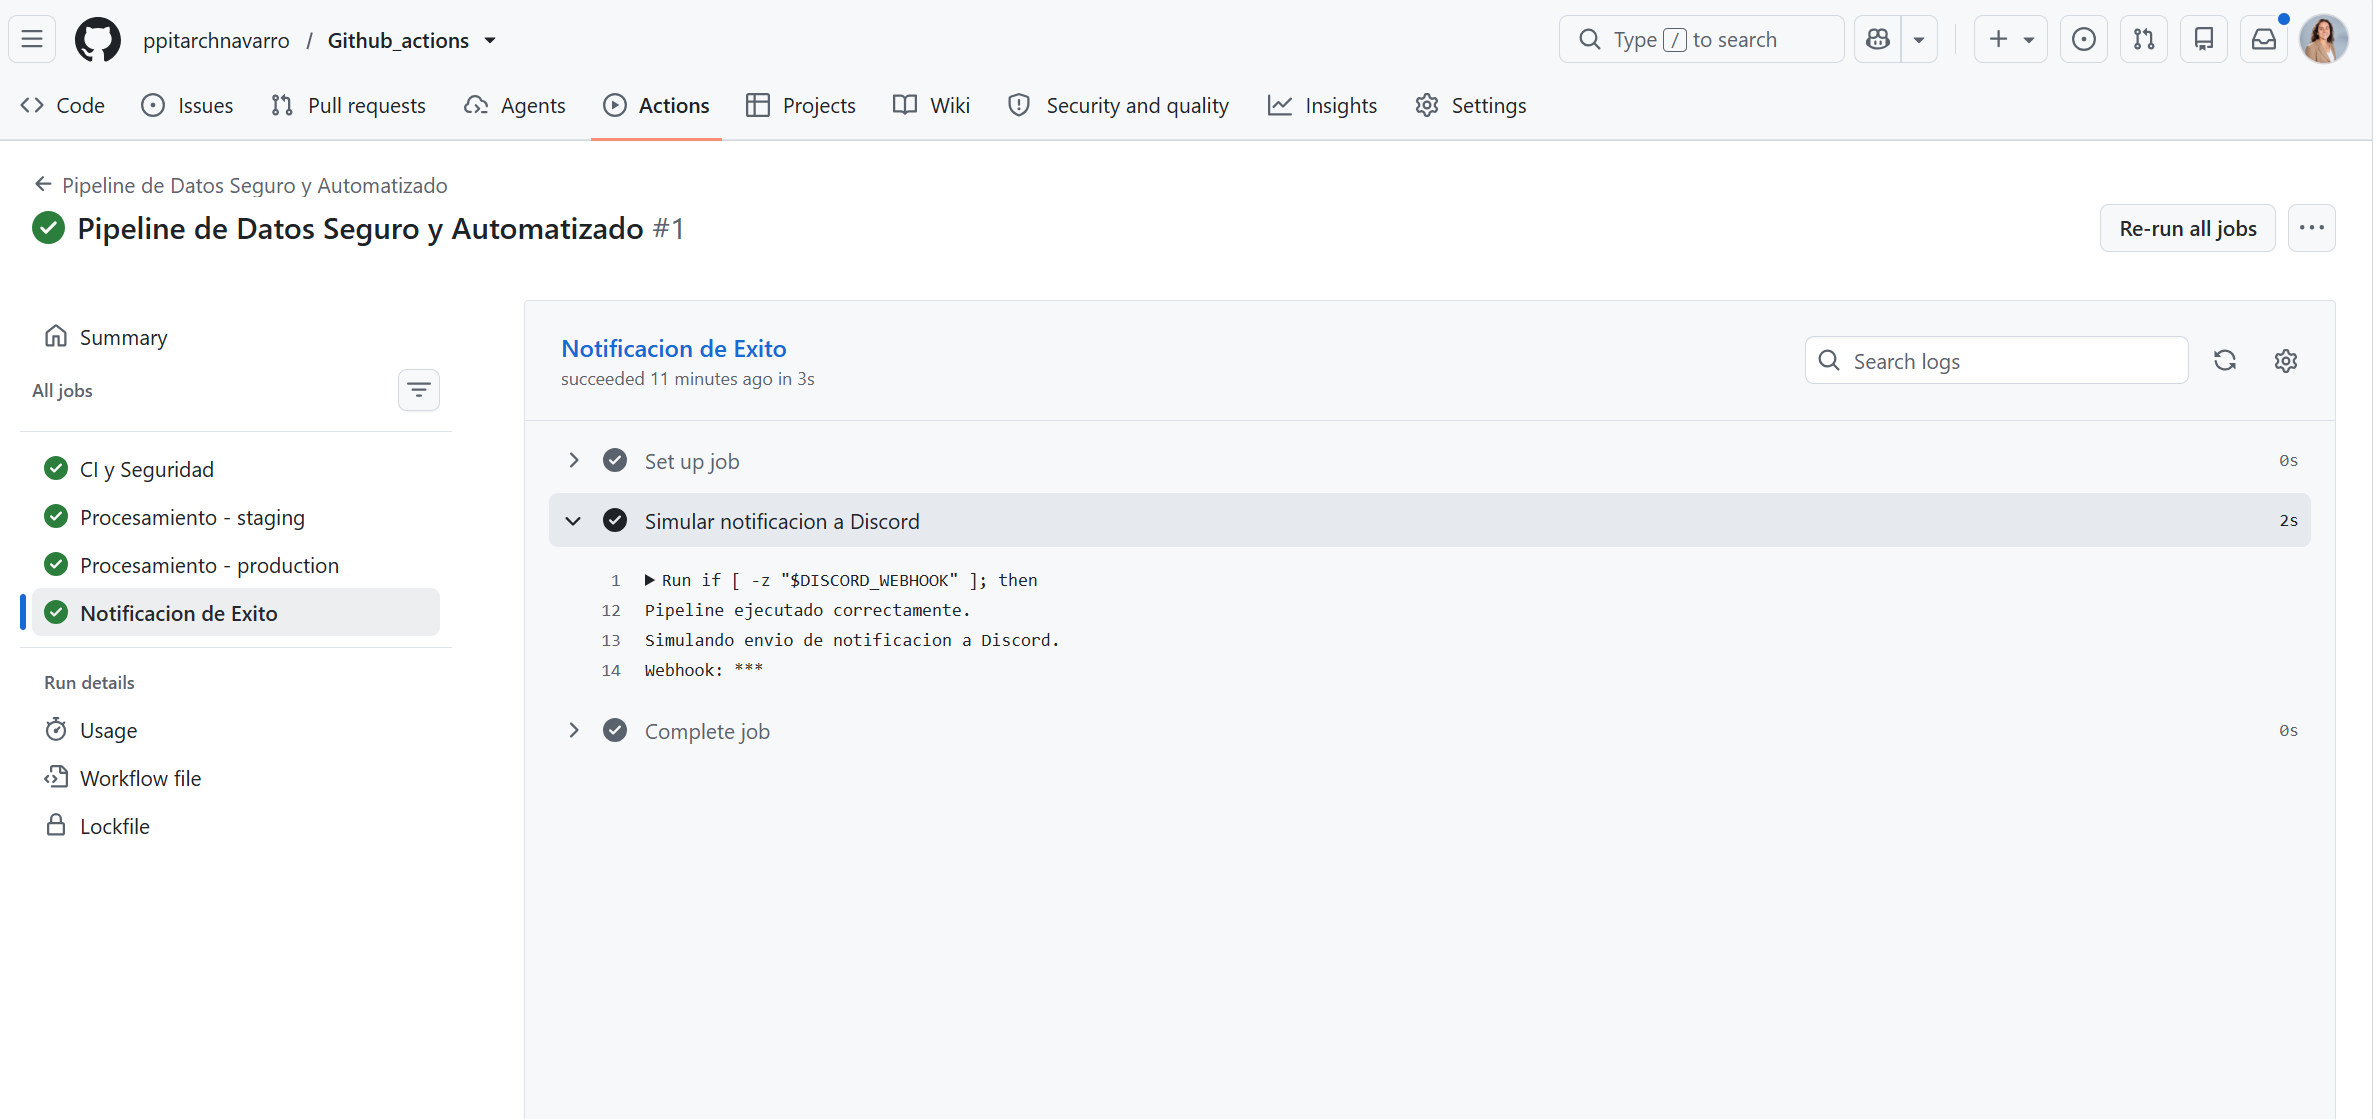 ppitarchnavarro / Github_actions
Type / to search
Code
Issues
Pull requests
Agents
Actions
Projects
Wiki
Security and quality
Insights
Settings
Pipeline de Datos Seguro y Automatizado
Pipeline de Datos Seguro y Automatizado #1
Re-run all jobs
Summary
All jobs
CI y Seguridad
Procesamiento - staging
Procesamiento - production
Notificacion de Exito
Run details
Usage
Workflow file
Lockfile
Notificacion de Exito
succeeded 11 minutes ago in 3s
Search logs
Set up job 0s
Simular notificacion a Discord 2s
1 Run if [ -z "$DISCORD_WEBHOOK" ]; then
12 Pipeline ejecutado correctamente.
13 Simulando envio de notificacion a Discord.
14 Webhook: ***
Complete job 0s